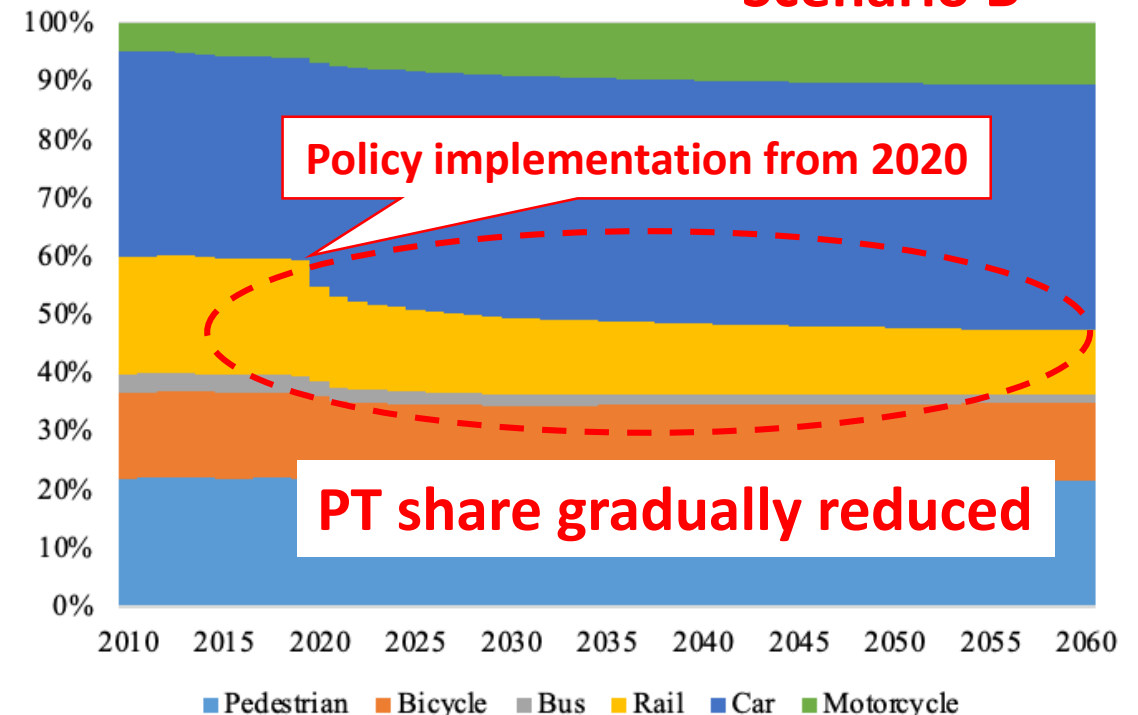 100%
90%
80%
70%
60%
50%
40%
30%
20%
10%
0%
Policy implementation from 2020
PT share gradually reduced
2010 2015 2020 2025 2030 2035 2040 2045 2050 2055 2060
Pedestrian Bicycle Bus Rail Car Motorcycle